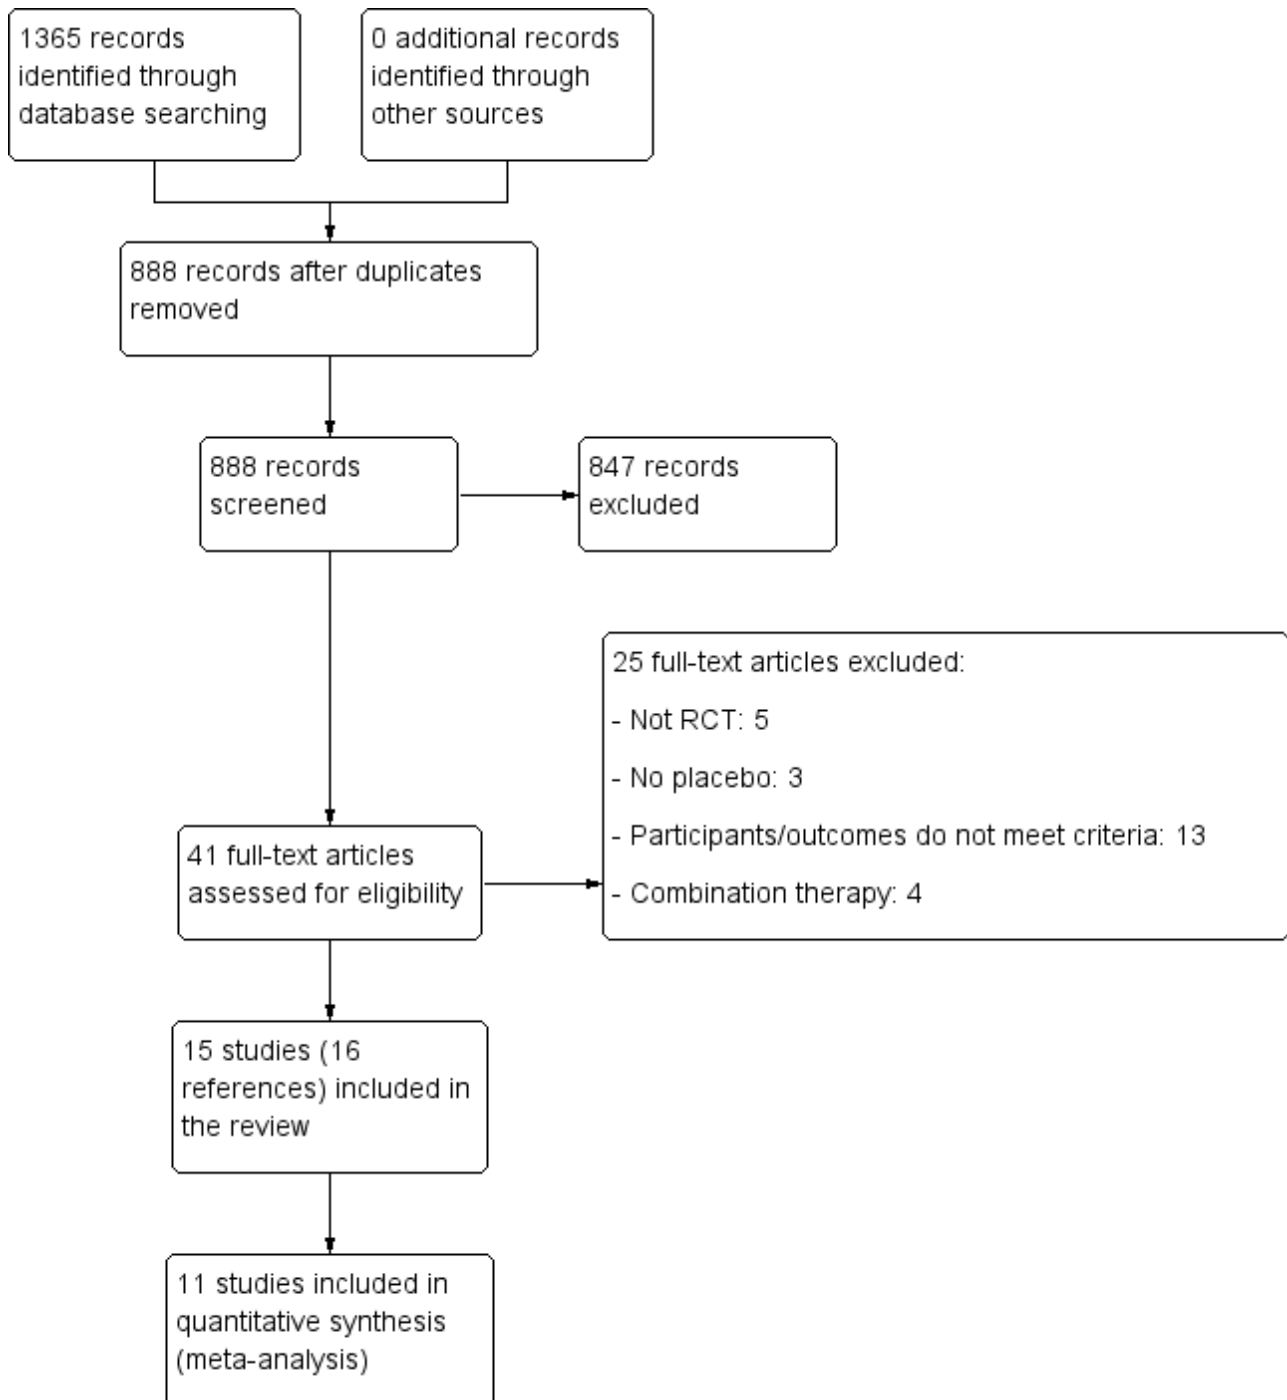 1365 records
identified through
database searching
0 additional records
identified through
other sources
888 records after duplicates
removed
888 records
screened
847 records
excluded
25 full-text articles excluded:
- Not RCT: 5
- No placebo: 3
- Participants/outcomes do not meet criteria: 13
- Combination therapy: 4
41 full-text articles
assessed for eligibility
15 studies (16
references) included in
the review
11 studies included in
quantitative synthesis
(meta-analysis)